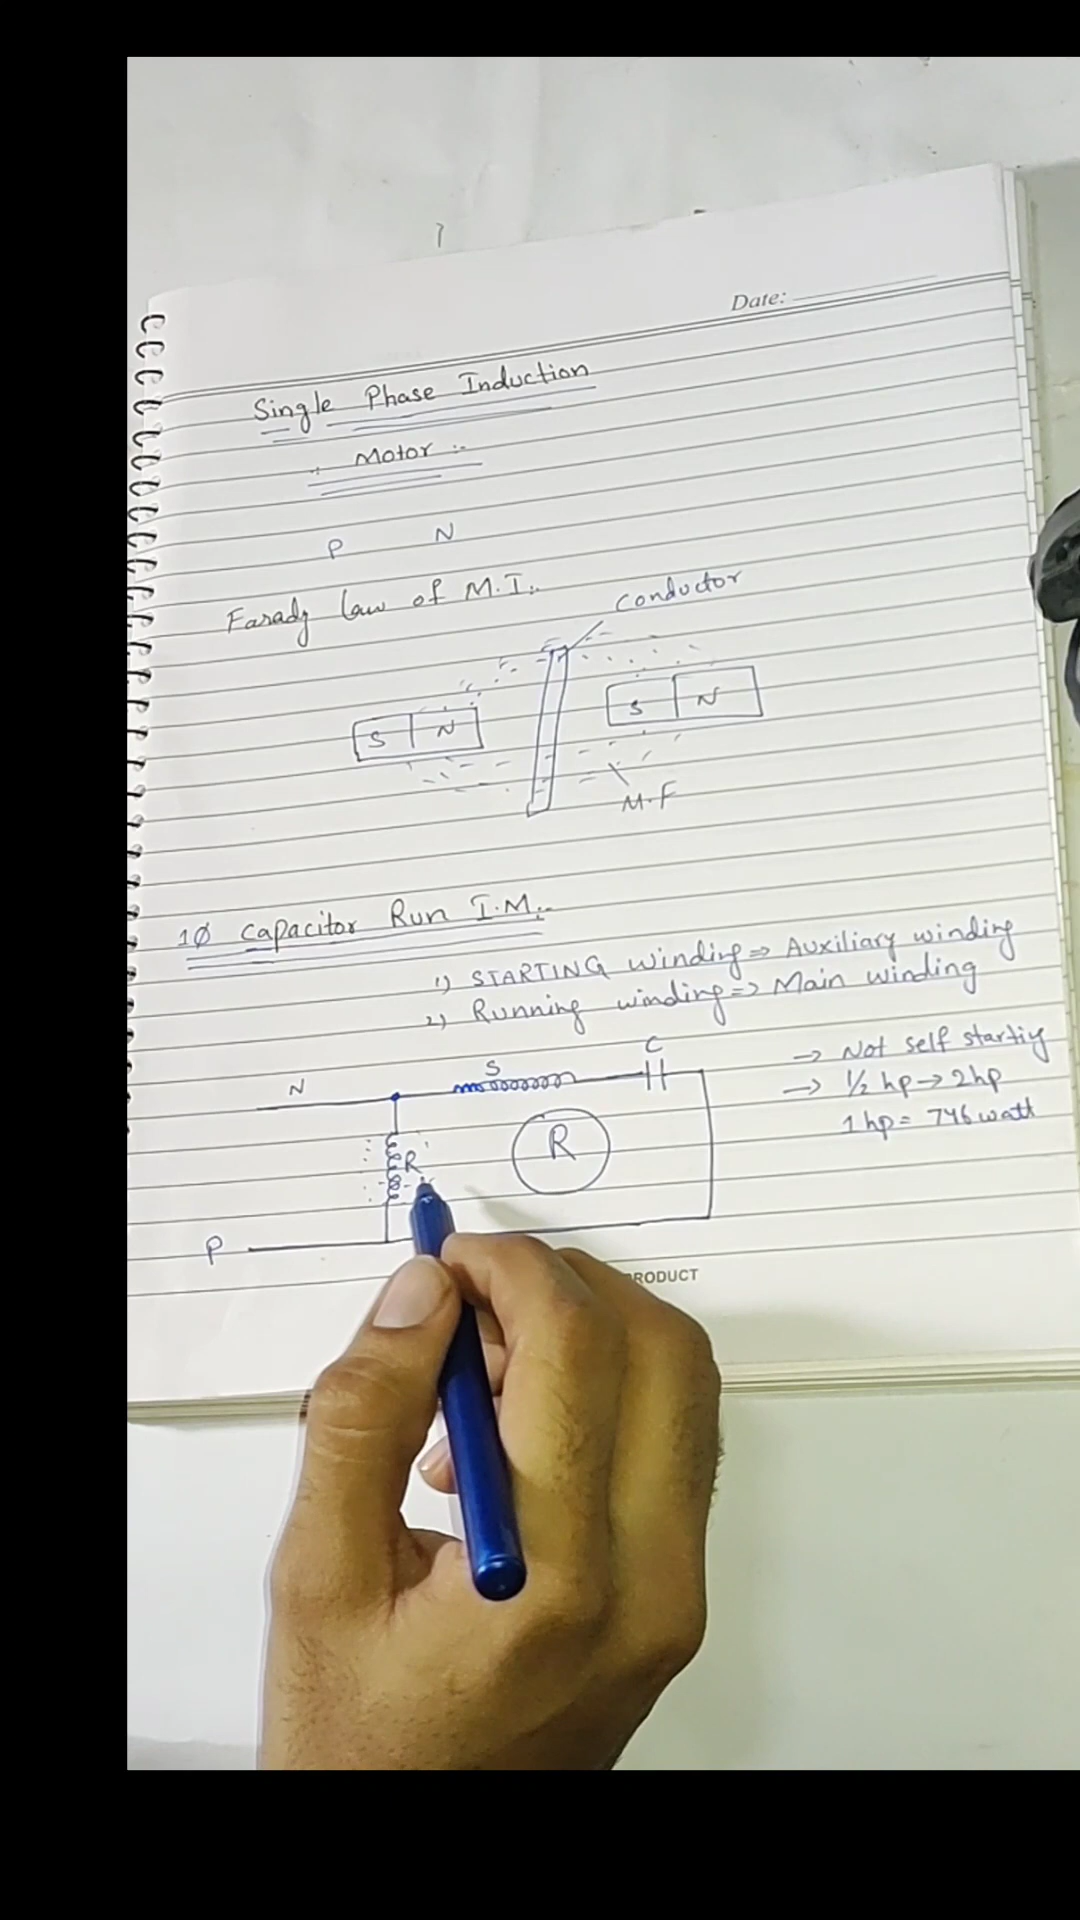 Date:
Single Phase Induction
:- Motor :-
P N
Farady law of M.I:-
Conductor
S N
S N
M.F
1Ø Capacitor Run I.M:-
1) STARTING winding => Auxiliary winding
2) Running winding => Main winding
→ Not self starting
→ 1/2 hp → 2hp
1 hp = 746 watt
N S C
R R
P
PRODUCT